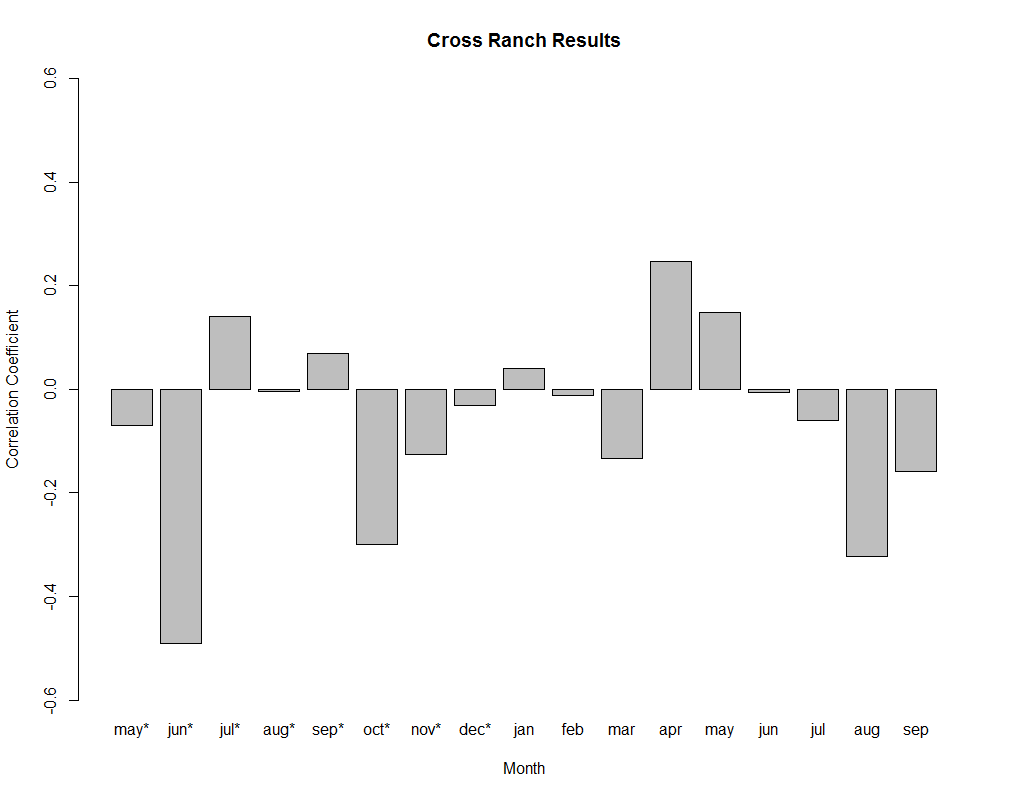 Cross Ranch Results
Correlation Coefficient
0.6
0.4
0.2
0.0
-0.2
-0.4
-0.6
may* jun* jul* aug* sep* oct* nov* dec* jan feb mar apr may jun jul aug sep
Month